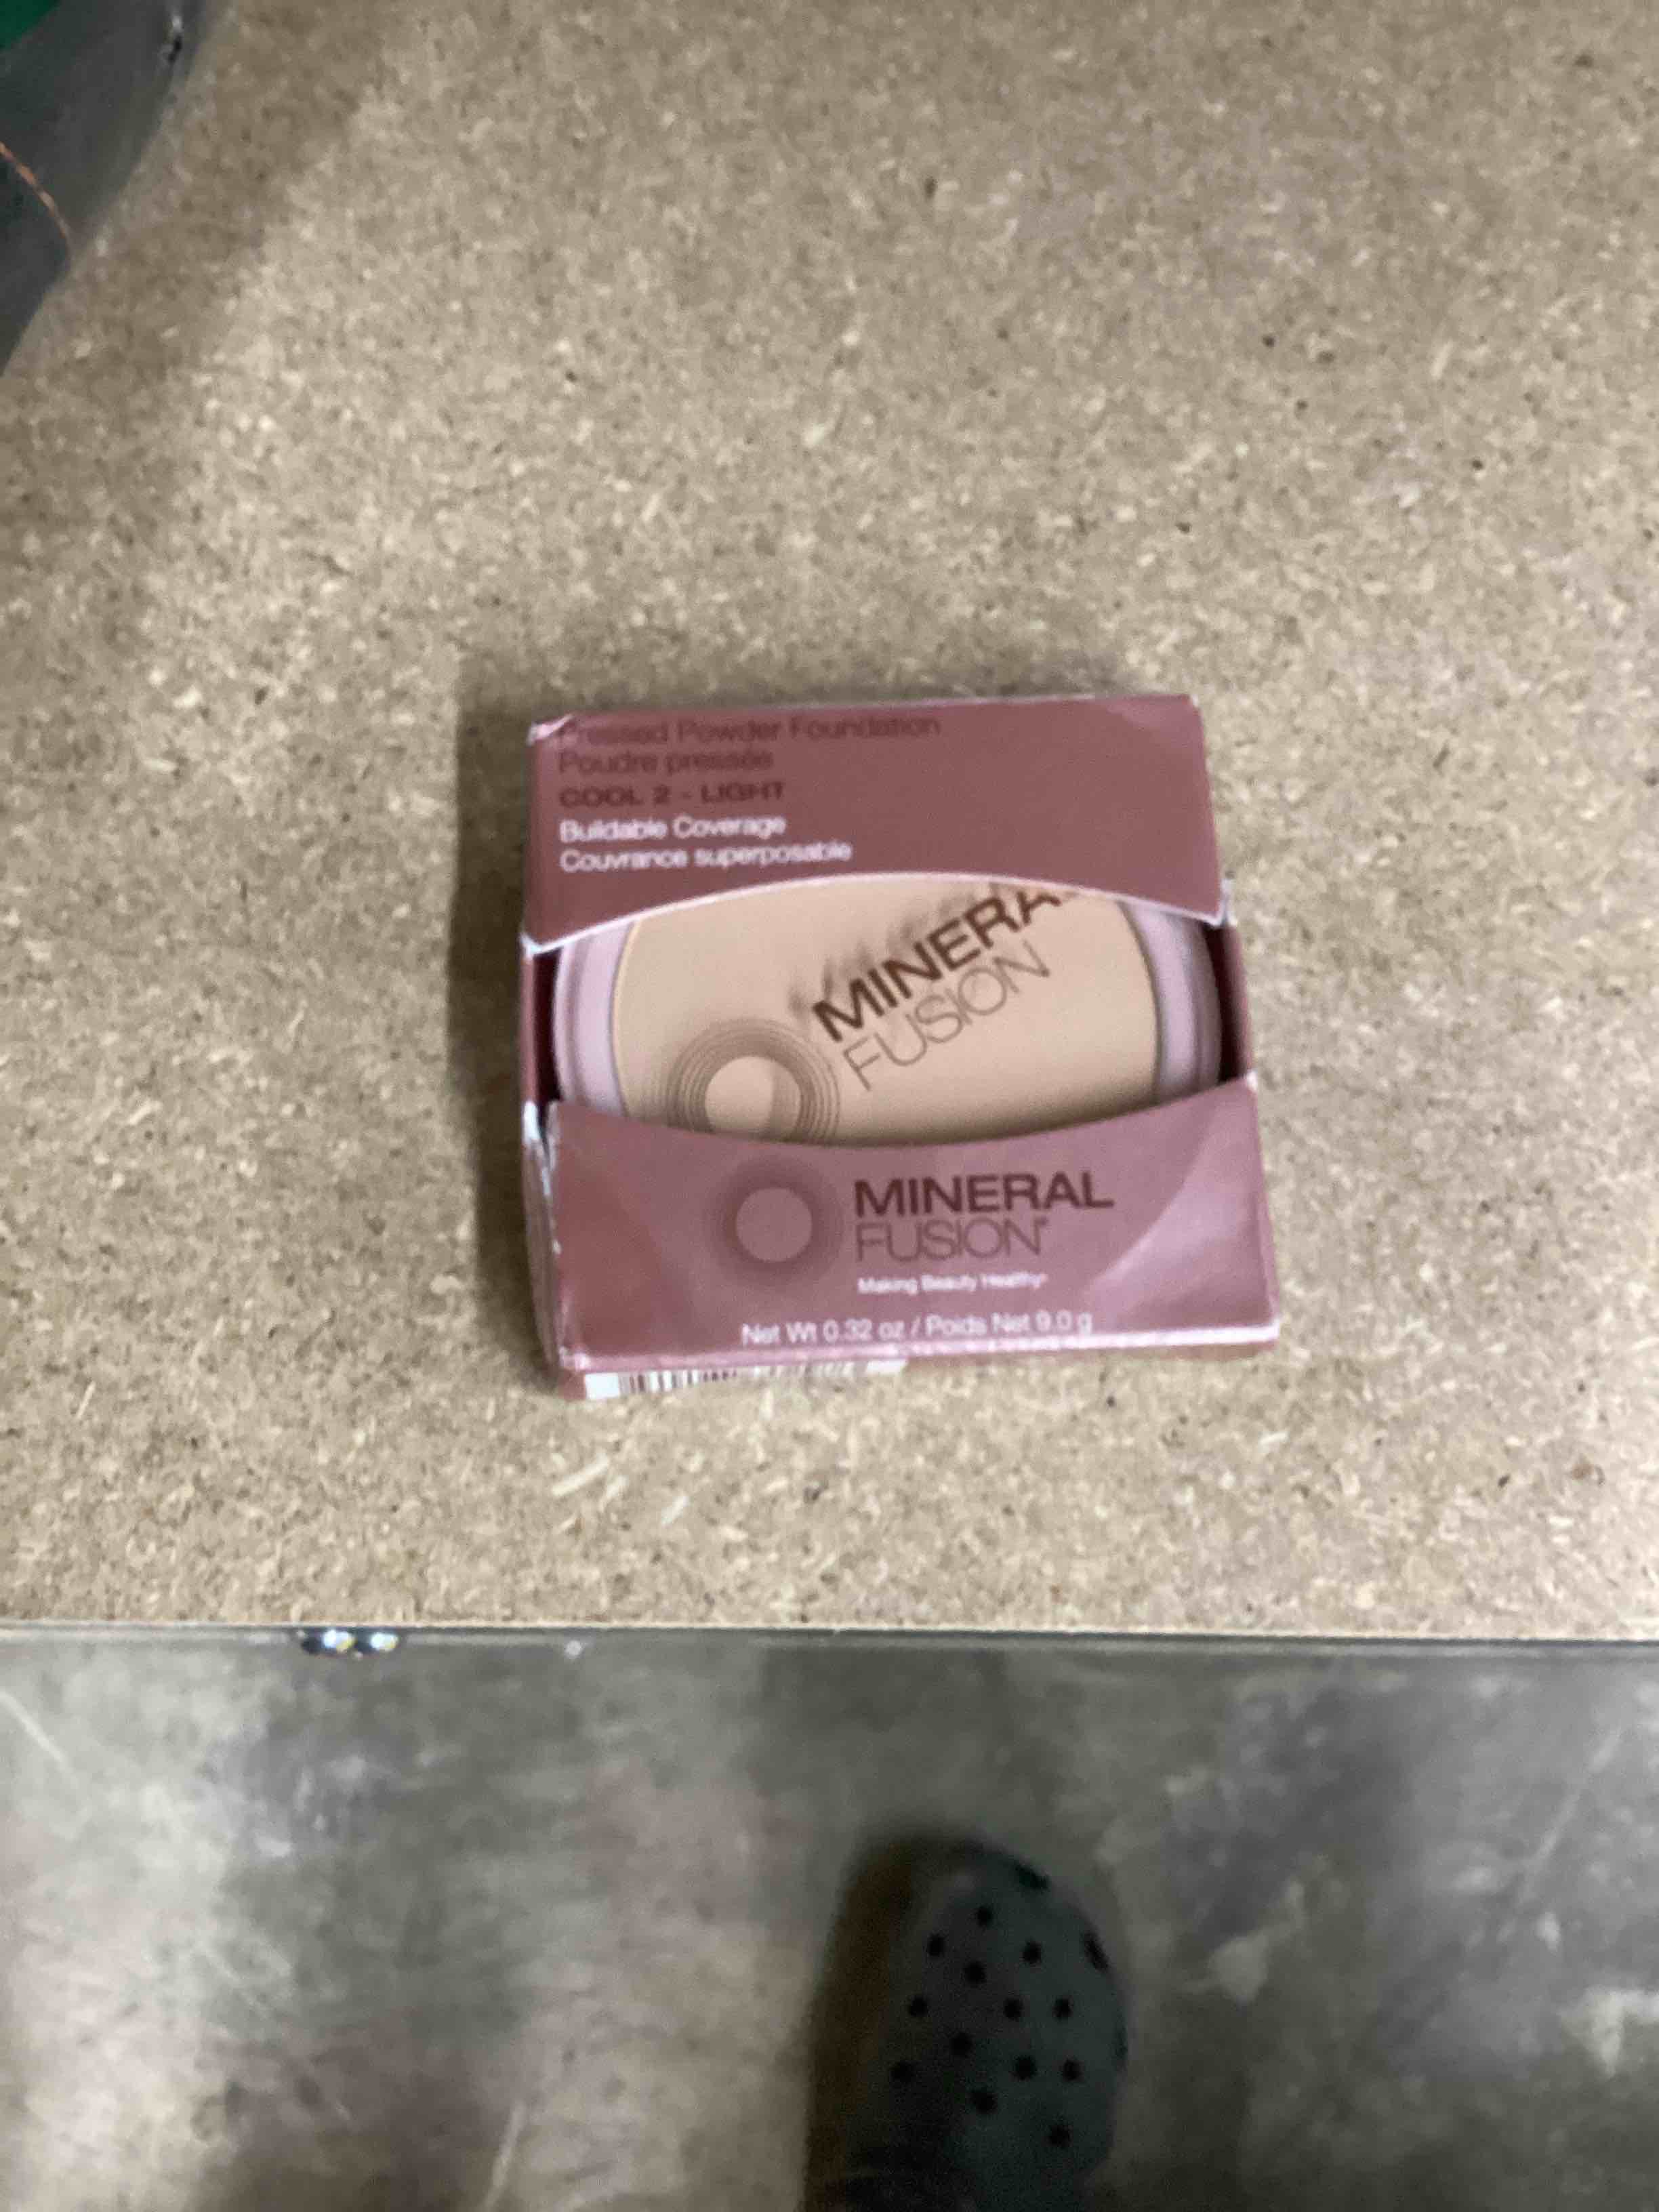 Pressed Powder Foundation
Poudre pressée
COOL 2 - LIGHT
Buildable Coverage
Couvrance superposable
MINERAL
FUSION
MINERAL
FUSION®
Making Beauty Healthy®
Net Wt 0.32 oz / Poids Net 9.0 g